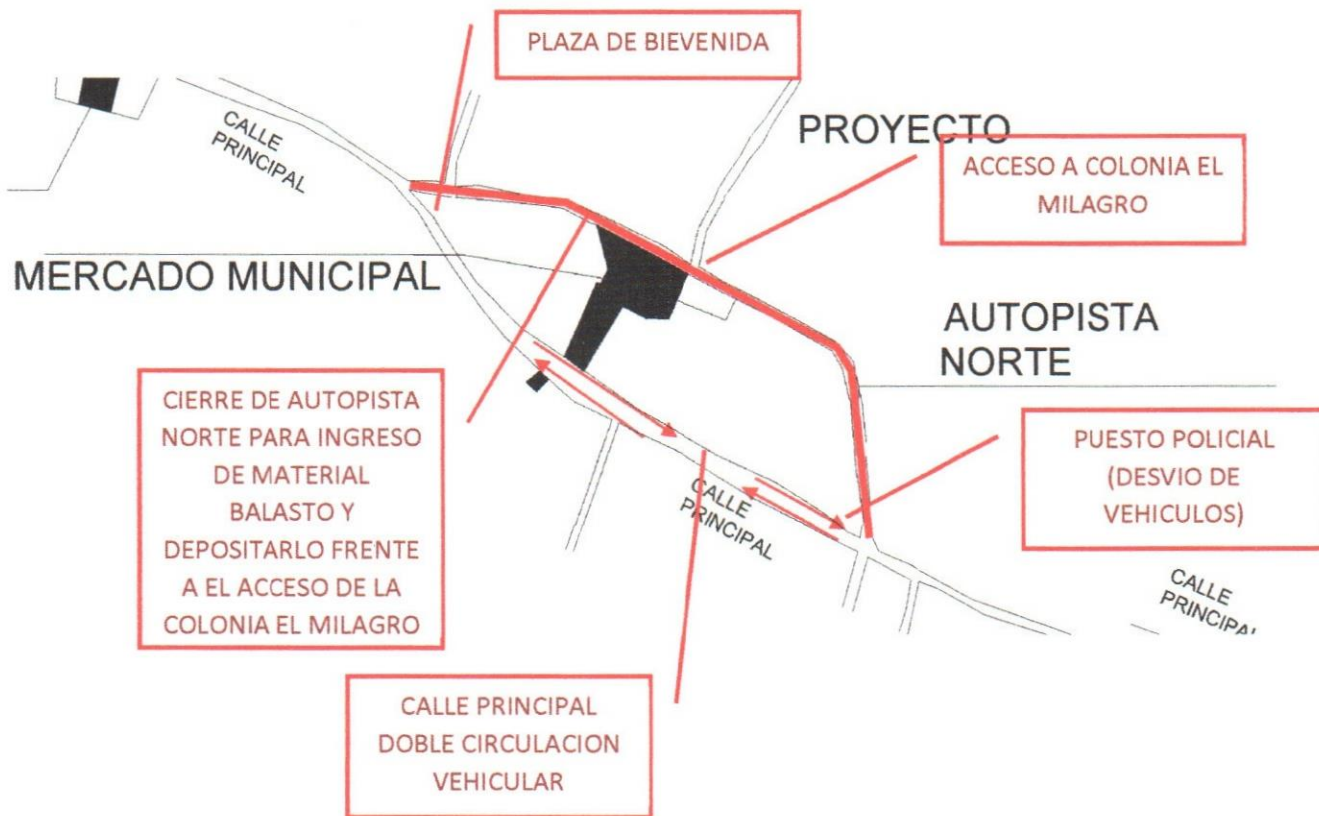 PLAZA DE BIEVENIDA
CALLE
PRINCIPAL
PROYECTO
ACCESO A COLONIA EL
MILAGRO
MERCADO MUNICIPAL
AUTOPISTA
NORTE
CIERRE DE AUTOPISTA
NORTE PARA INGRESO
DE MATERIAL
BALASTO Y
DEPOSITARLO FRENTE
A EL ACCESO DE LA
COLONIA EL MILAGRO
PUESTO POLICIAL
(DESVIO DE
VEHICULOS)
CALLE
PRINCIPAL
CALLE
PRINCIPAL
CALLE PRINCIPAL
DOBLE CIRCULACION
VEHICULAR